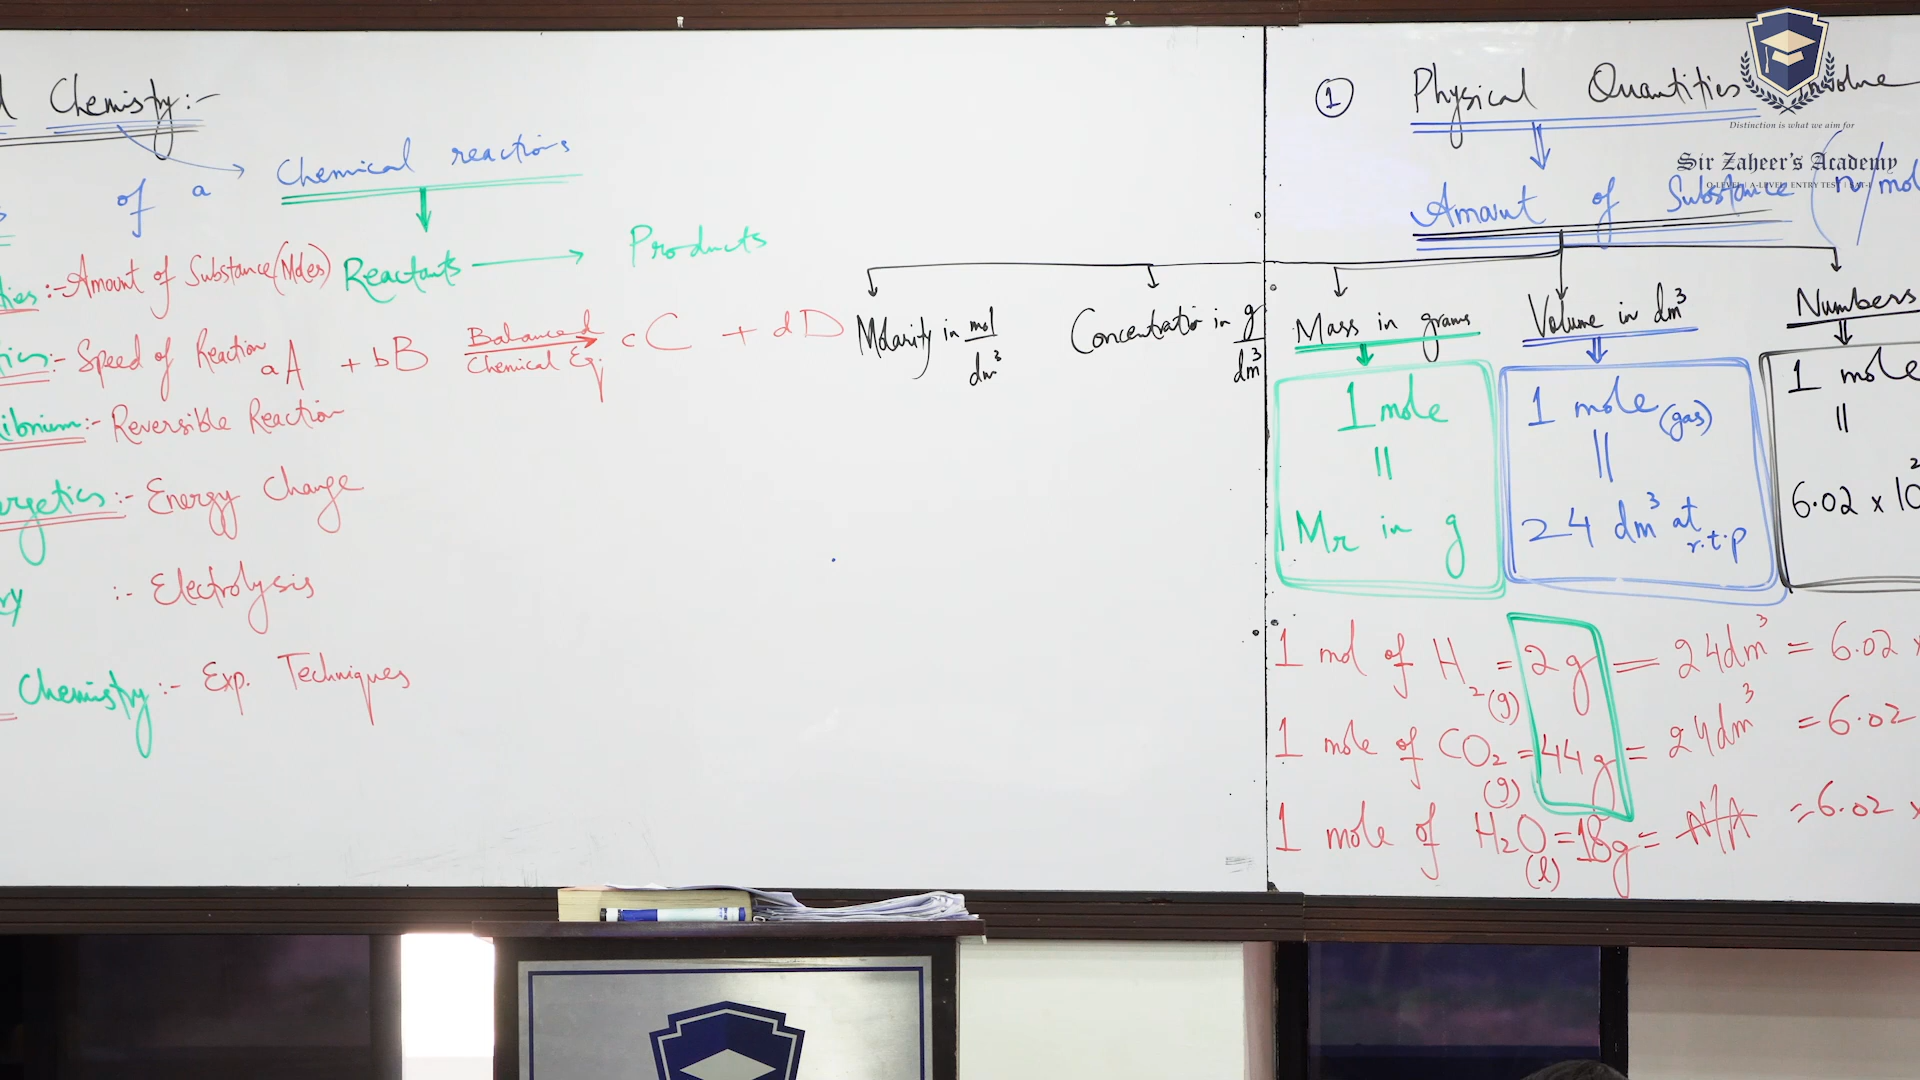 Chemistry:-
of a
Chemical reactions
:- Amount of Substance (Moles)
Reactants → Products
:- Speed of Reaction
aA + bB Balanced Chemical Eq. cC + dD
:- Reversible Reaction
:- Energy Change
:- Electrolysis
Chemistry :- Exp. Techniques
① Physical Quantities
Amount of Substance (n/mol
Molarity in mol/dm³
Concentration in g/dm³
Mass in grams
1 mole
||
Mr in g
Volume in dm³
1 mole (gas)
||
24 dm³ at r.t.p
Numbers
1 mole
||
6.02 x 10
1 mol of H₂(g) = 2g = 24dm³ = 6.02 x
1 mole of CO₂(g) = 44g = 24dm³ = 6.02
1 mole of H₂O(l) = 18g = N/A = 6.02 x
Distinction is what we aim for
Sir Zaheer's Academy